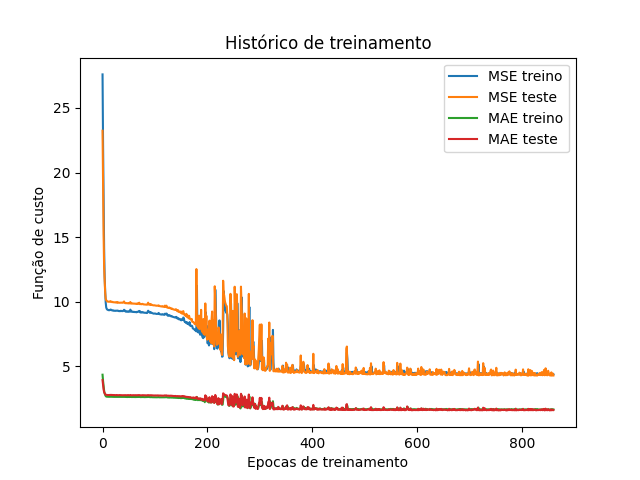 Histórico de treinamento
MSE treino
MSE teste
MAE treino
MAE teste
Função de custo
25
20
15
10
5
0
200
400
600
800
Epocas de treinamento